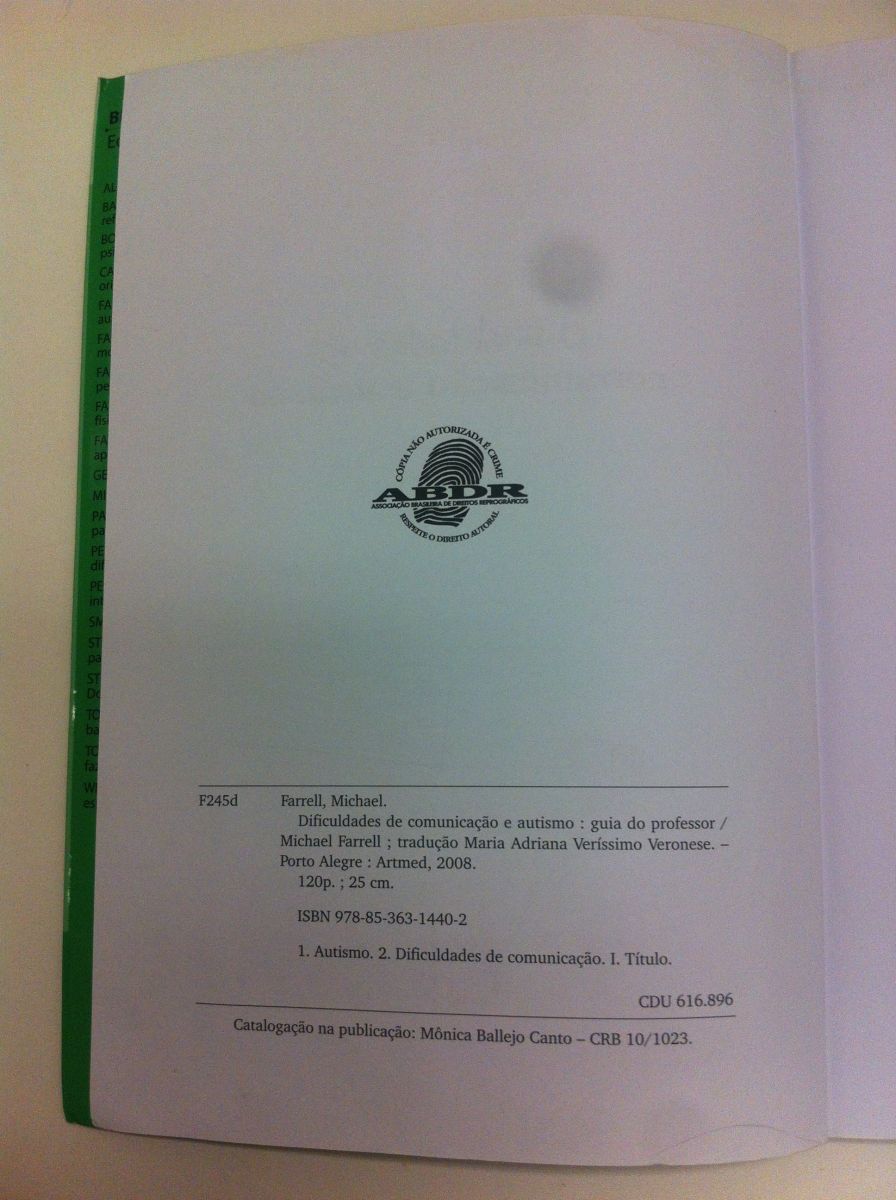 CÓPIA NÃO AUTORIZADA É CRIME
ABDR
ASSOCIAÇÃO BRASILEIRA DE DIREITOS REPROGRÁFICOS
RESPEITE O DIREITO AUTORAL
F245d Farrell, Michael.
Dificuldades de comunicação e autismo : guia do professor /
Michael Farrell ; tradução Maria Adriana Veríssimo Veronese. –
Porto Alegre : Artmed, 2008.
120p. ; 25 cm.
ISBN 978-85-363-1440-2
1. Autismo. 2. Dificuldades de comunicação. I. Título.
CDU 616.896
Catalogação na publicação: Mônica Ballejo Canto – CRB 10/1023.